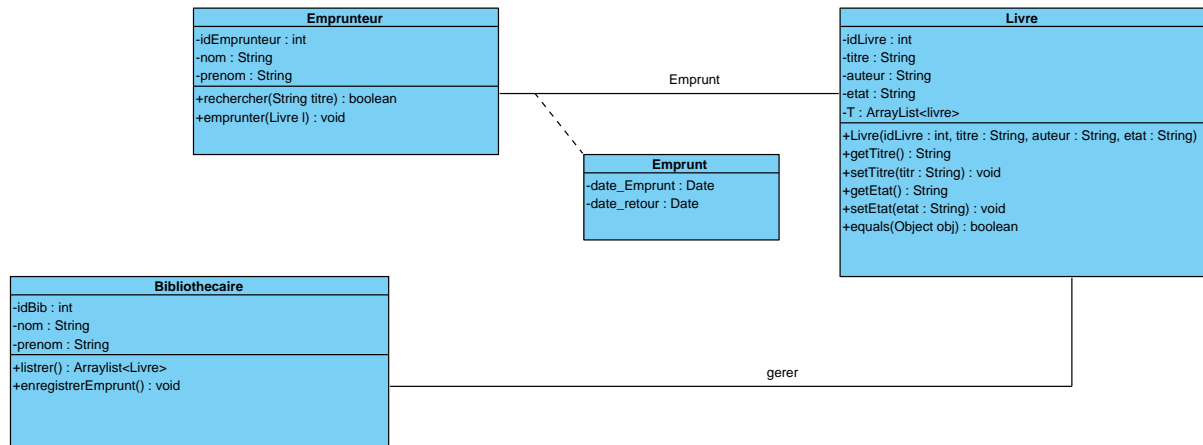 Emprunteur
-idEmprunteur : int
-nom : String
-prenom : String
+rechercher(String titre) : boolean
+emprunter(Livre l) : void
Emprunt
Livre
-idLivre : int
-titre : String
-auteur : String
-etat : String
-T : ArrayList<livre>
+Livre(idLivre : int, titre : String, auteur : String, etat : String)
+getTitre() : String
+setTitre(titr : String) : void
+getEtat() : String
+setEtat(etat : String) : void
+equals(Object obj) : boolean
Emprunt
-date_Emprunt : Date
-date_retour : Date
Bibliothecaire
-idBib : int
-nom : String
-prenom : String
+listrer() : Arraylist<Livre>
+enregistrerEmprunt() : void
gerer